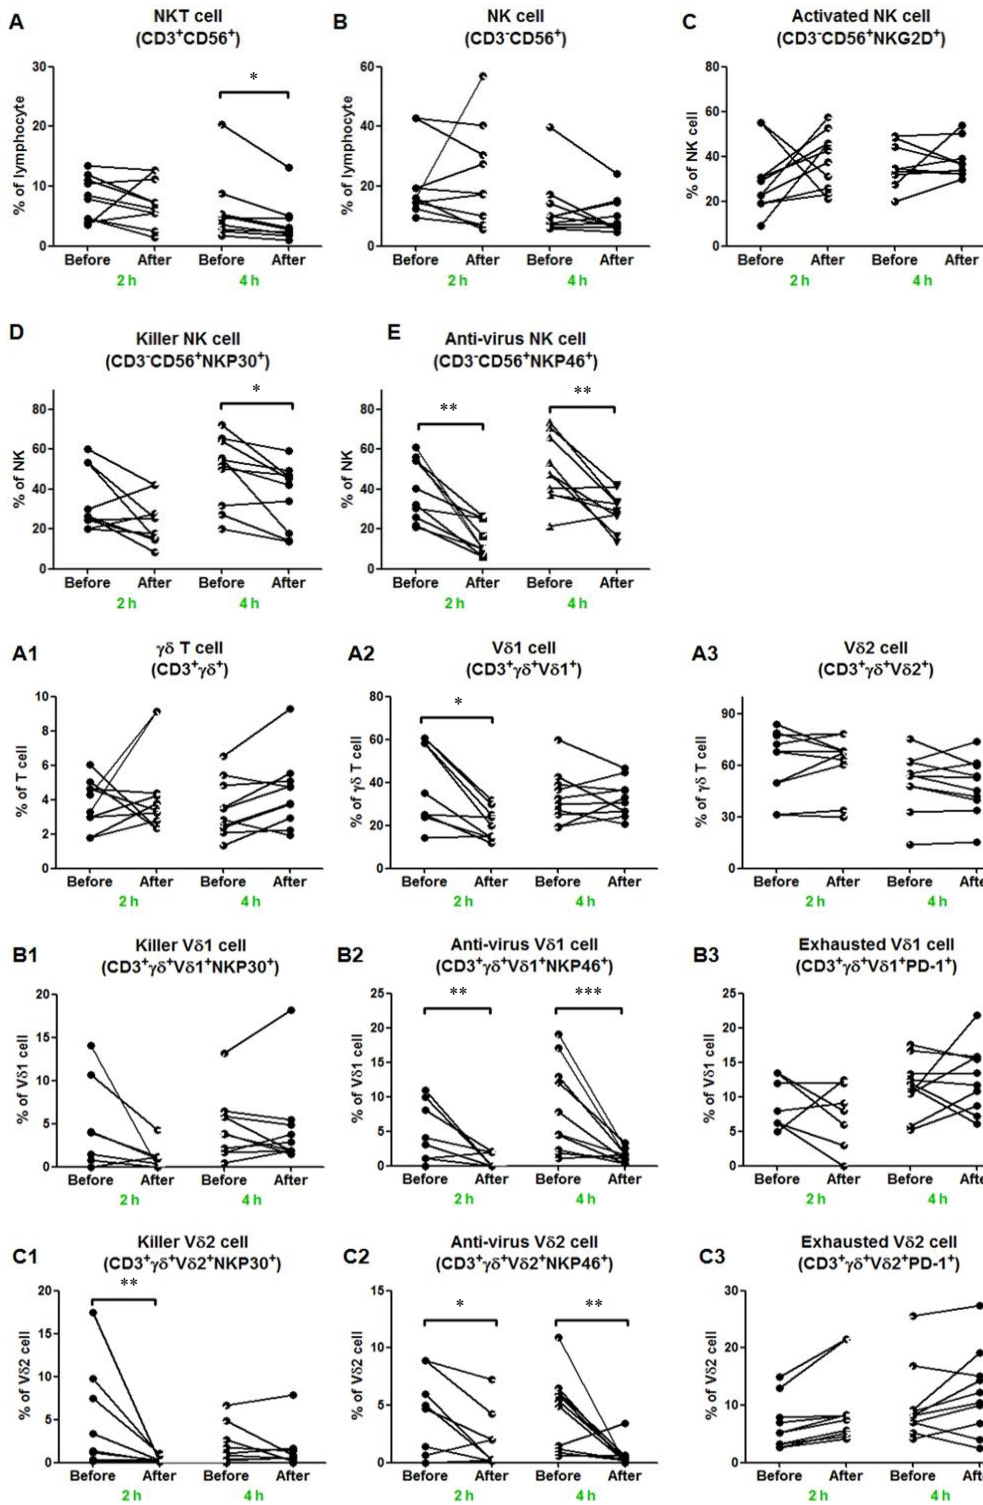 A
NKT cell
(CD3⁺CD56⁺)
% of lymphocyte
30
20
10
0
*
Before After Before After
2 h 4 h
B
NK cell
(CD3⁻CD56⁺)
% of lymphocyte
60
40
20
0
Before After Before After
2 h 4 h
C
Activated NK cell
(CD3⁻CD56⁺NKG2D⁺)
% of NK cell
80
60
40
20
0
Before After Before After
2 h 4 h
D
Killer NK cell
(CD3⁻CD56⁺NKP30⁺)
% of NK
80
60
40
20
0
*
Before After Before After
2 h 4 h
E
Anti-virus NK cell
(CD3⁻CD56⁺NKP46⁺)
% of NK
80
60
40
20
0
** **
Before After Before After
2 h 4 h
A1
γδ T cell
(CD3⁺γδ⁺)
% of T cell
10
8
6
4
2
0
Before After Before After
2 h 4 h
A2
Vδ1 cell
(CD3⁺γδ⁺Vδ1⁺)
% of γδ T cell
80
60
40
20
0
*
Before After Before After
2 h 4 h
A3
Vδ2 cell
(CD3⁺γδ⁺Vδ2⁺)
% of γδ T cell
90
60
30
0
Before After Before After
2 h 4 h
B1
Killer Vδ1 cell
(CD3⁺γδ⁺Vδ1⁺NKP30⁺)
% of Vδ1 cell
20
15
10
5
0
Before After Before After
2 h 4 h
B2
Anti-virus Vδ1 cell
(CD3⁺γδ⁺Vδ1⁺NKP46⁺)
% of Vδ1 cell
25
20
15
10
5
0
** ***
Before After Before After
2 h 4 h
B3
Exhausted Vδ1 cell
(CD3⁺γδ⁺Vδ1⁺PD-1⁺)
% of Vδ1 cell
25
20
15
10
5
0
Before After Before After
2 h 4 h
C1
Killer Vδ2 cell
(CD3⁺γδ⁺Vδ2⁺NKP30⁺)
% of Vδ2 cell
20
15
10
5
0
**
Before After Before After
2 h 4 h
C2
Anti-virus Vδ2 cell
(CD3⁺γδ⁺Vδ2⁺NKP46⁺)
% of Vδ2 cell
15
10
5
0
* **
Before After Before After
2 h 4 h
C3
Exhausted Vδ2 cell
(CD3⁺γδ⁺Vδ2⁺PD-1⁺)
% of Vδ2 cell
30
20
10
0
Before After Before After
2 h 4 h